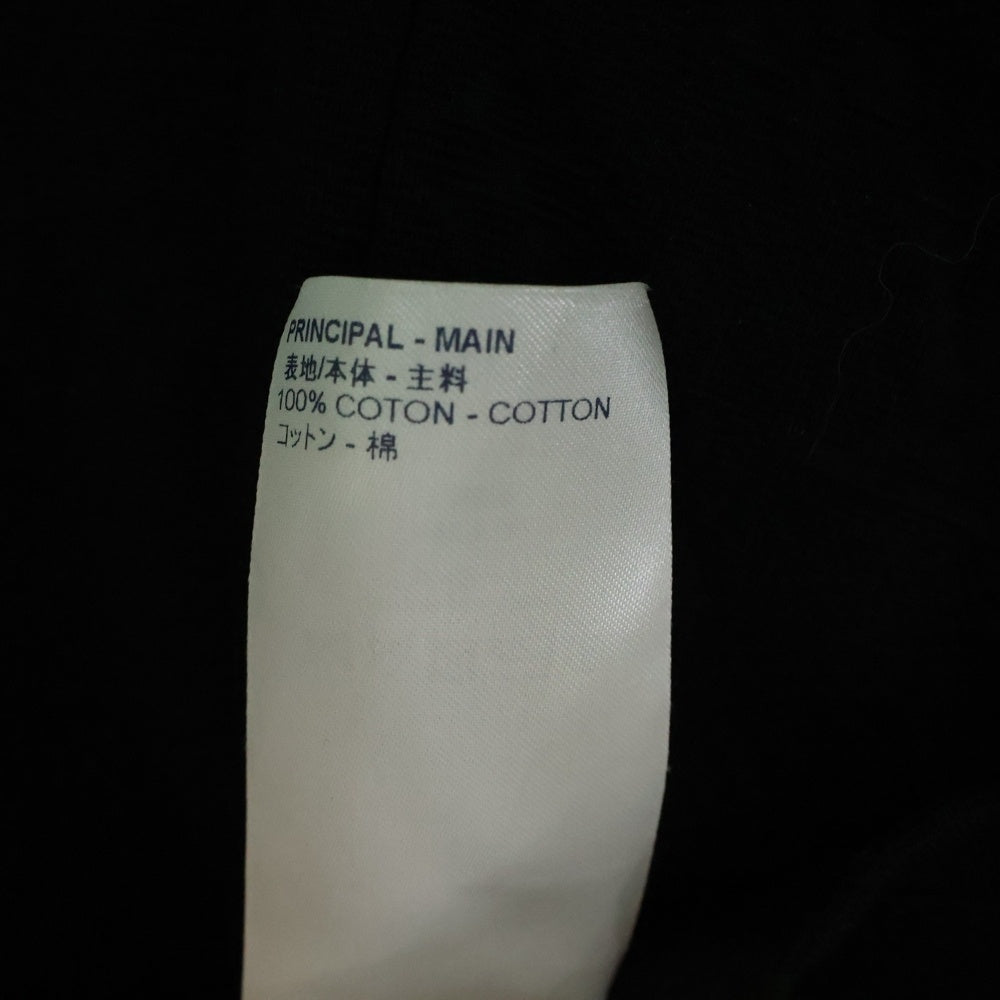 PRINCIPAL - MAIN
表地/本体 - 主料
100% COTON - COTTON
コットン - 棉